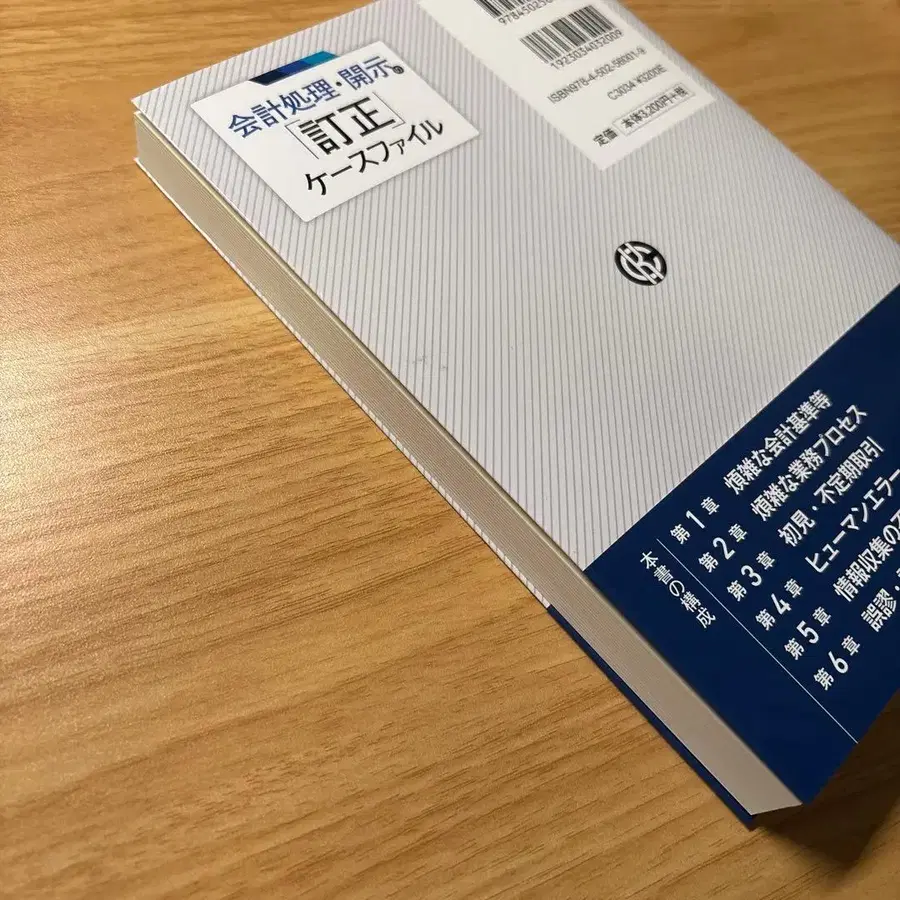 会計処理・開示の
訂正
ケースファイル
1923034032009
ISBN978-4-502-58001-9
C3034 ¥3200E
定価 本体3,200円+税
本書の構成
第1章 煩雑な会計基準等
第2章 煩雑な業務プロセス
第3章 初見・不定期取引
第4章 ヒューマンエラー
第5章 情報収集の
第6章 誤謬・